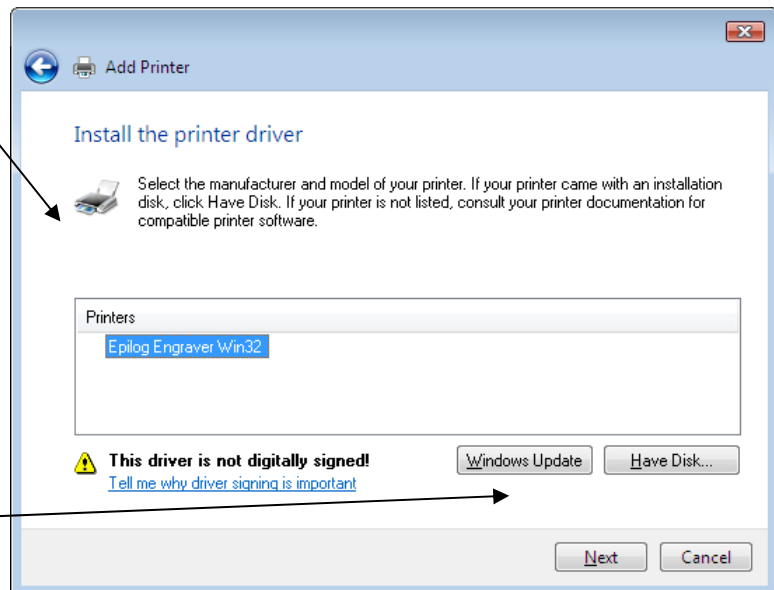 Add Printer
Install the printer driver
Select the manufacturer and model of your printer. If your printer came with an installation
disk, click Have Disk. If your printer is not listed, consult your printer documentation for
compatible printer software.
Printers
Epilog Engraver Win32
This driver is not digitally signed!
Windows Update
Have Disk...
Tell me why driver signing is important
Next
Cancel